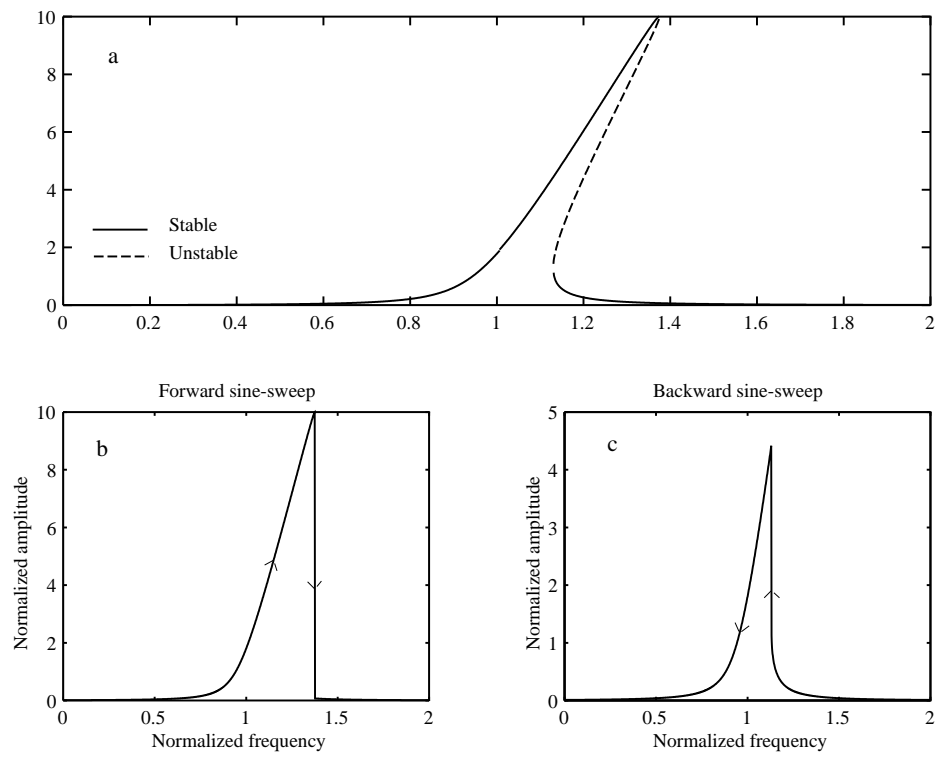 10
a
8
6
4
Stable
2
Unstable
0
0 0.2 0.4 0.6 0.8 1 1.2 1.4 1.6 1.8 2
Forward sine-sweep
10
b
8
6
4
2
0
Normalized amplitude
0 0.5 1 1.5 2
Normalized frequency
Backward sine-sweep
5
c
4
3
2
1
0
Normalized amplitude
0 0.5 1 1.5 2
Normalized frequency